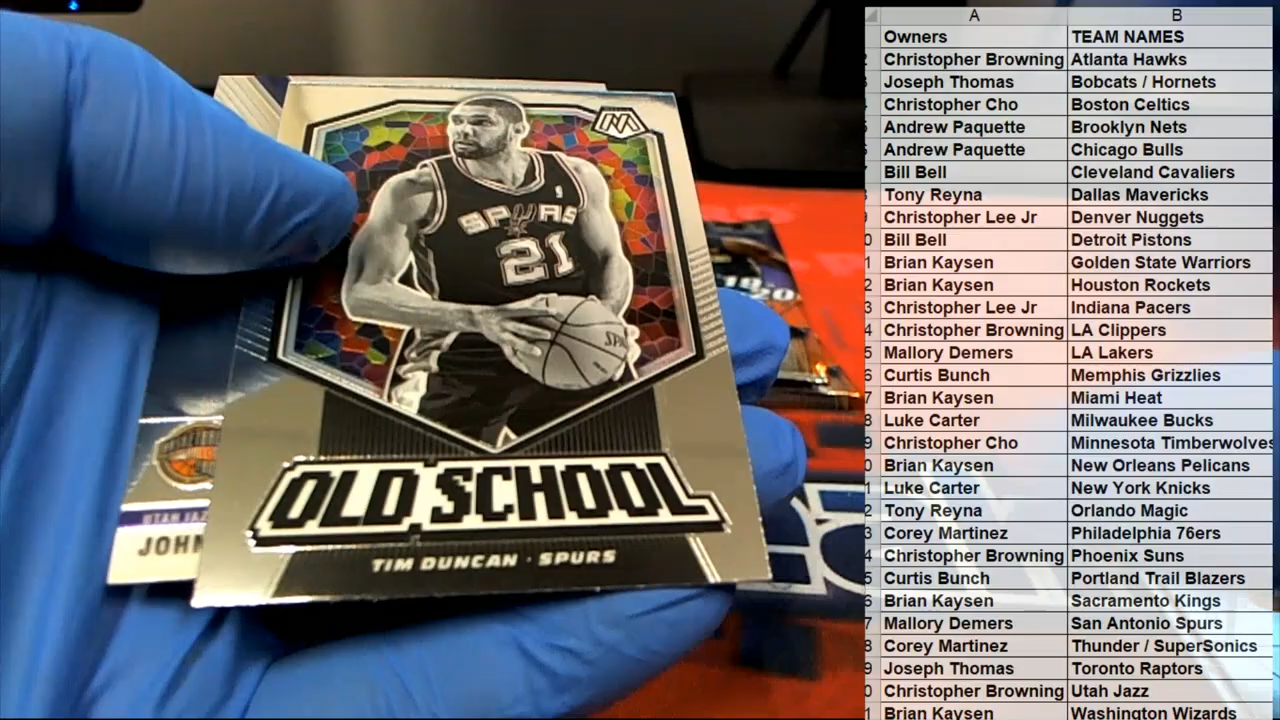 SPURS
21
OLD SCHOOL
TIM DUNCAN · SPURS
UTAH JAZ
JOHN
19-
20
A B
Owners TEAM NAMES
Christopher Browning Atlanta Hawks
Joseph Thomas Bobcats / Hornets
Christopher Cho Boston Celtics
Andrew Paquette Brooklyn Nets
Andrew Paquette Chicago Bulls
Bill Bell Cleveland Cavaliers
Tony Reyna Dallas Mavericks
Christopher Lee Jr Denver Nuggets
Bill Bell Detroit Pistons
Brian Kaysen Golden State Warriors
Brian Kaysen Houston Rockets
Christopher Lee Jr Indiana Pacers
Christopher Browning LA Clippers
Mallory Demers LA Lakers
Curtis Bunch Memphis Grizzlies
Brian Kaysen Miami Heat
Luke Carter Milwaukee Bucks
Christopher Cho Minnesota Timberwolves
Brian Kaysen New Orleans Pelicans
Luke Carter New York Knicks
Tony Reyna Orlando Magic
Corey Martinez Philadelphia 76ers
Christopher Browning Phoenix Suns
Curtis Bunch Portland Trail Blazers
Brian Kaysen Sacramento Kings
Mallory Demers San Antonio Spurs
Corey Martinez Thunder / SuperSonics
Joseph Thomas Toronto Raptors
Christopher Browning Utah Jazz
Brian Kaysen Washington Wizards